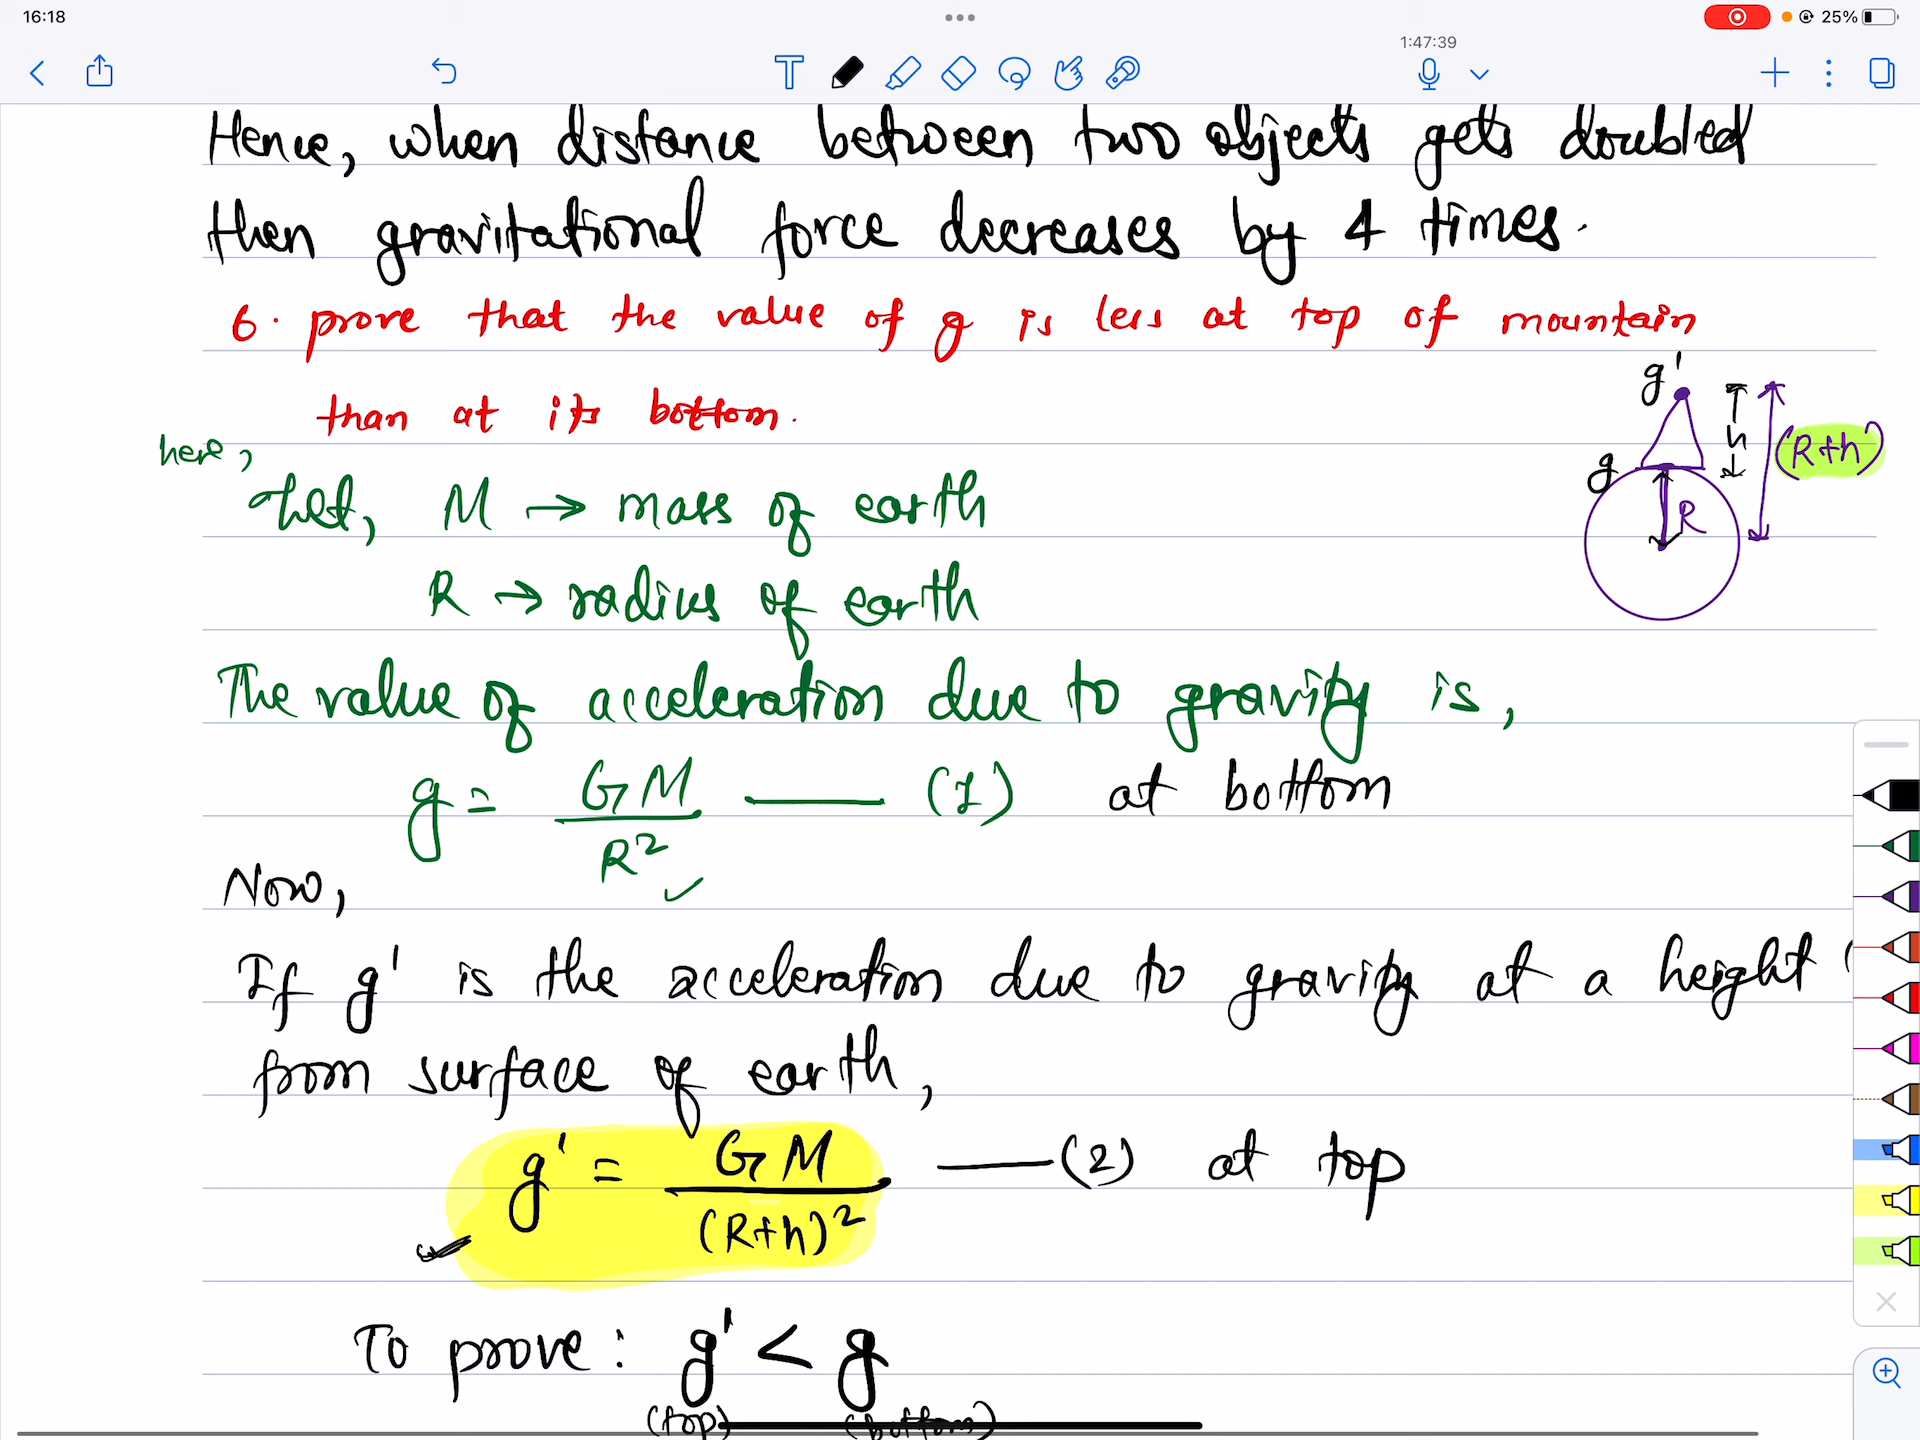 16:18
25%
1:47:39
Hence, when distance between two objects gets doubled
then gravitational force decreases by 4 times.
6. prove that the value of g is less at top of mountain
than at its bottom.
g'
h
(R+h)
g
R
here,
Let, M → mass of earth
R → radius of earth
The value of acceleration due to gravity is,
g = GM/R² —— (1) at bottom
Now,
If g' is the acceleration due to gravity at a height (
from surface of earth,
g' = GM/(R+h)² —— (2) at top
To prove: g' < g
(top) (bottom)